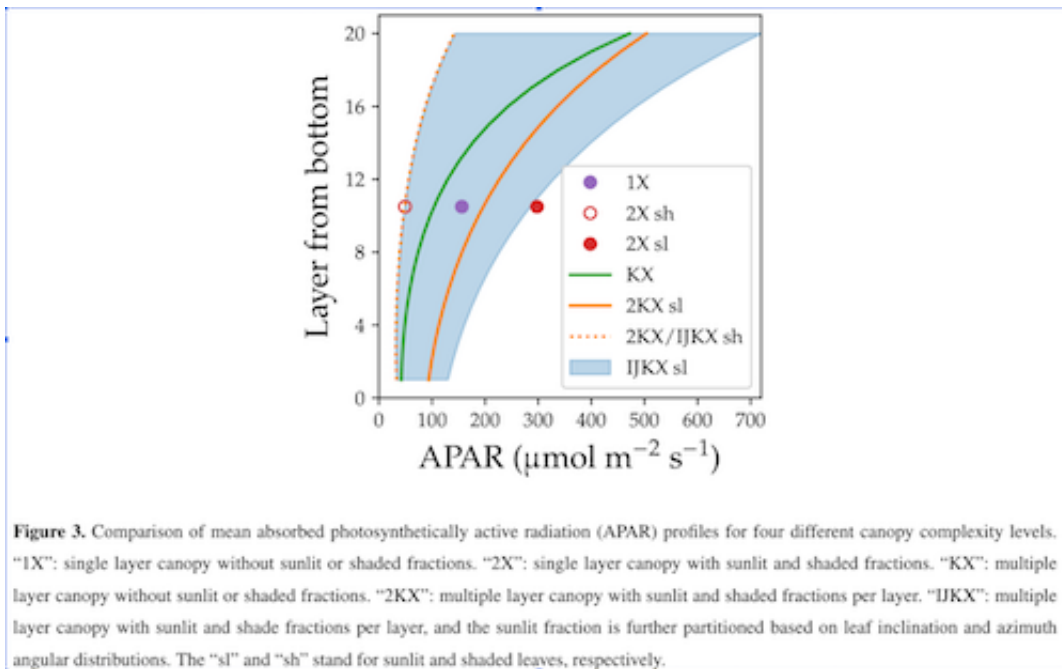 20
16
12
8
4
0
Layer from bottom
1X
2X sh
2X sl
KX
2KX sl
2KX/IJKX sh
IJKX sl
0 100 200 300 400 500 600 700
APAR (μmol m⁻² s⁻¹)
Figure 3. Comparison of mean absorbed photosynthetically active radiation (APAR) profiles for four different canopy complexity levels.
“1X”: single layer canopy without sunlit or shaded fractions. “2X”: single layer canopy with sunlit and shaded fractions. “KX”: multiple
layer canopy without sunlit or shaded fractions. “2KX”: multiple layer canopy with sunlit and shaded fractions per layer. “IJKX”: multiple
layer canopy with sunlit and shade fractions per layer, and the sunlit fraction is further partitioned based on leaf inclination and azimuth
angular distributions. The “sl” and “sh” stand for sunlit and shaded leaves, respectively.